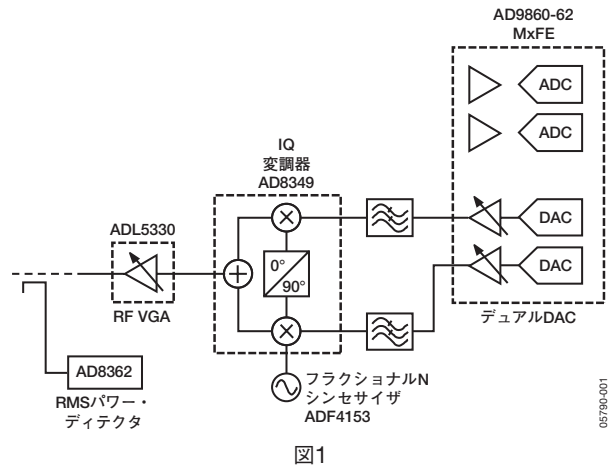 AD9860-62
MxFE
ADC
ADC
IQ
変調器
AD8349
ADL5330
DAC
0°
90°
DAC
RF VGA
デュアルDAC
AD8362
RMSパワー・
ディテクタ
フラクショナルN
シンセサイザ
ADF4153
05790-001
図1